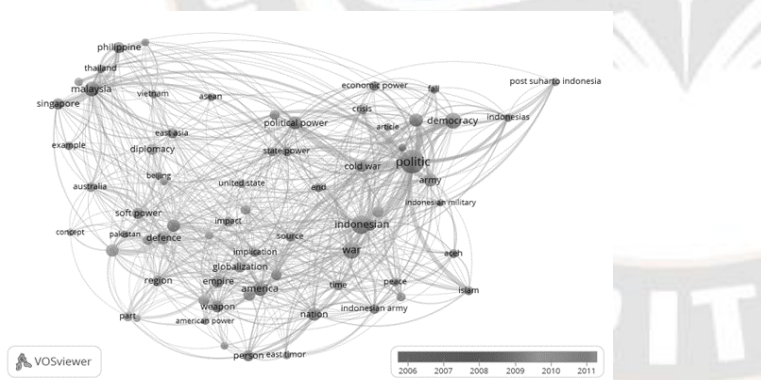 philippine
thailand
malaysia
singapore
vietnam
asean
economic power
fall
post suharto indonesia
crisis
article
democracy
indonesias
political power
east asia
example
diplomacy
state power
cold war
politic
army
beijing
australia
united state
end
indonesian military
soft power
impact
indonesian
concept
pakistan
defence
source
war
aceh
implication
globalization
region
empire
america
time
peace
islam
weapon
part
american power
nation
indonesian army
person
east timor
VOSviewer
2006 2007 2008 2009 2010 2011
PIT